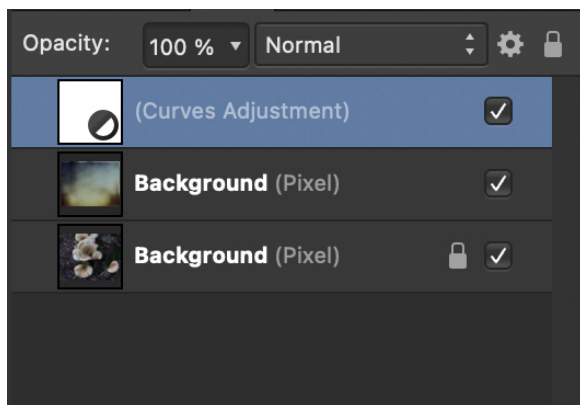 Opacity: 100 % Normal
(Curves Adjustment)
Background (Pixel)
Background (Pixel)